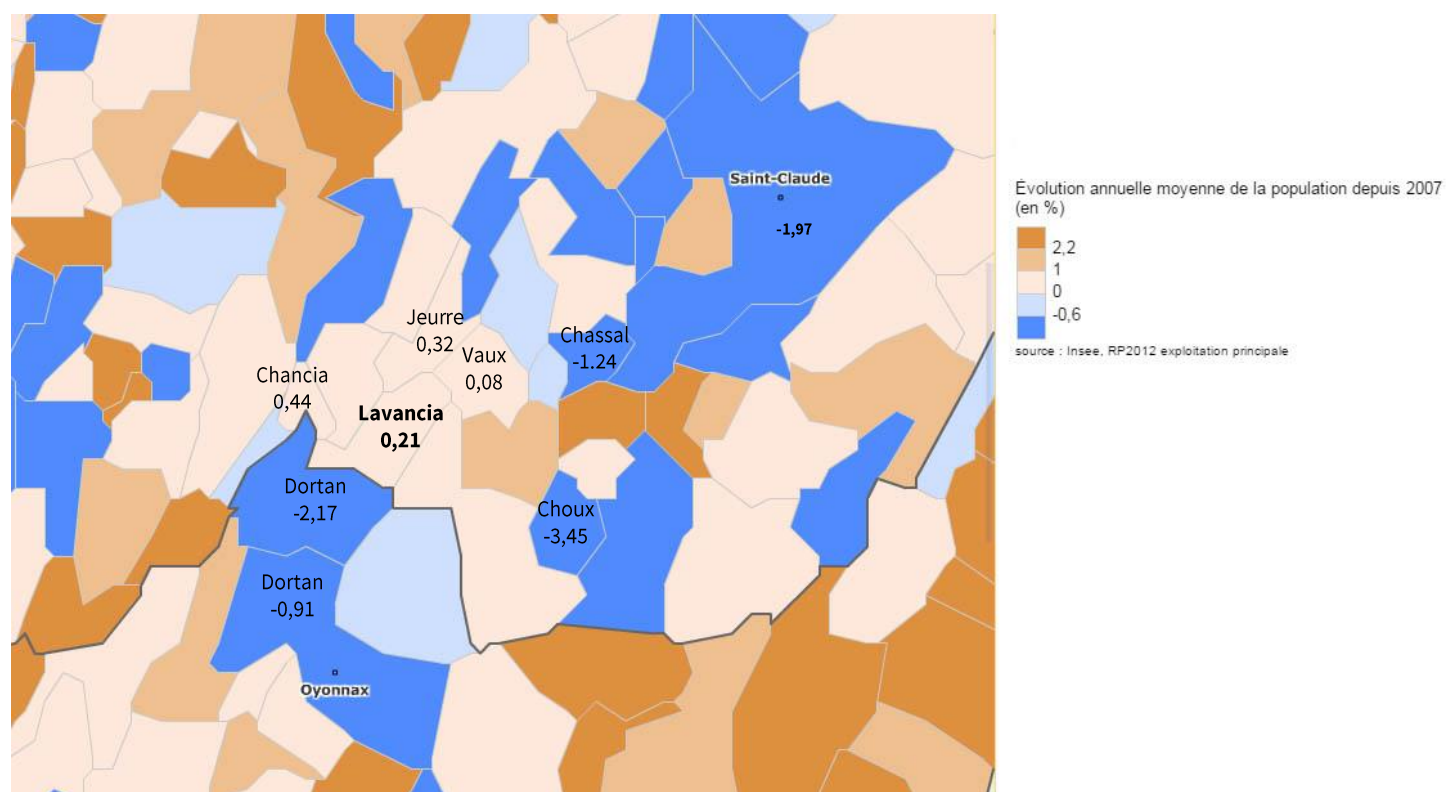 Saint-Claude
-1,97
Jeurre
0,32
Vaux
0,08
Chassal
-1.24
Chancia
0,44
Lavancia
0,21
Dortan
-2,17
Choux
-3,45
Dortan
-0,91
Oyonnax
Évolution annuelle moyenne de la population depuis 2007
(en %)
2,2
1
0
-0,6
source : Insee, RP2012 exploitation principale